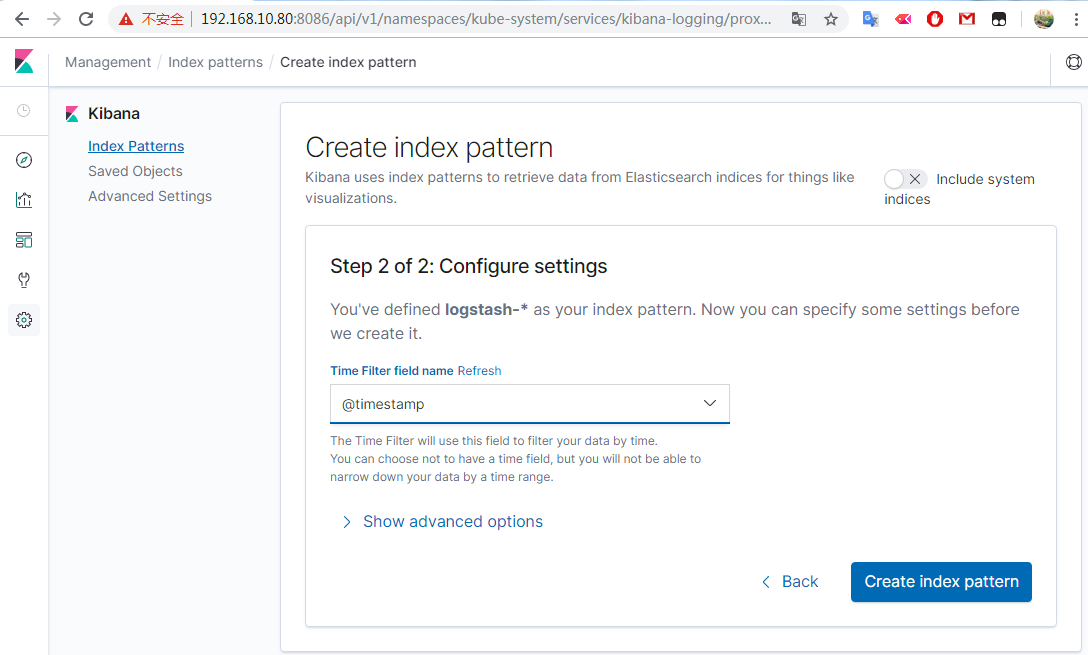 不安全 192.168.10.80:8086/api/v1/namespaces/kube-system/services/kibana-logging/prox...
Management / Index patterns / Create index pattern
Kibana
Index Patterns
Saved Objects
Advanced Settings
Create index pattern
Kibana uses index patterns to retrieve data from Elasticsearch indices for things like
visualizations.
Include system
indices
Step 2 of 2: Configure settings
You've defined logstash-* as your index pattern. Now you can specify some settings before
we create it.
Time Filter field name Refresh
@timestamp
The Time Filter will use this field to filter your data by time.
You can choose not to have a time field, but you will not be able to
narrow down your data by a time range.
Show advanced options
Back
Create index pattern